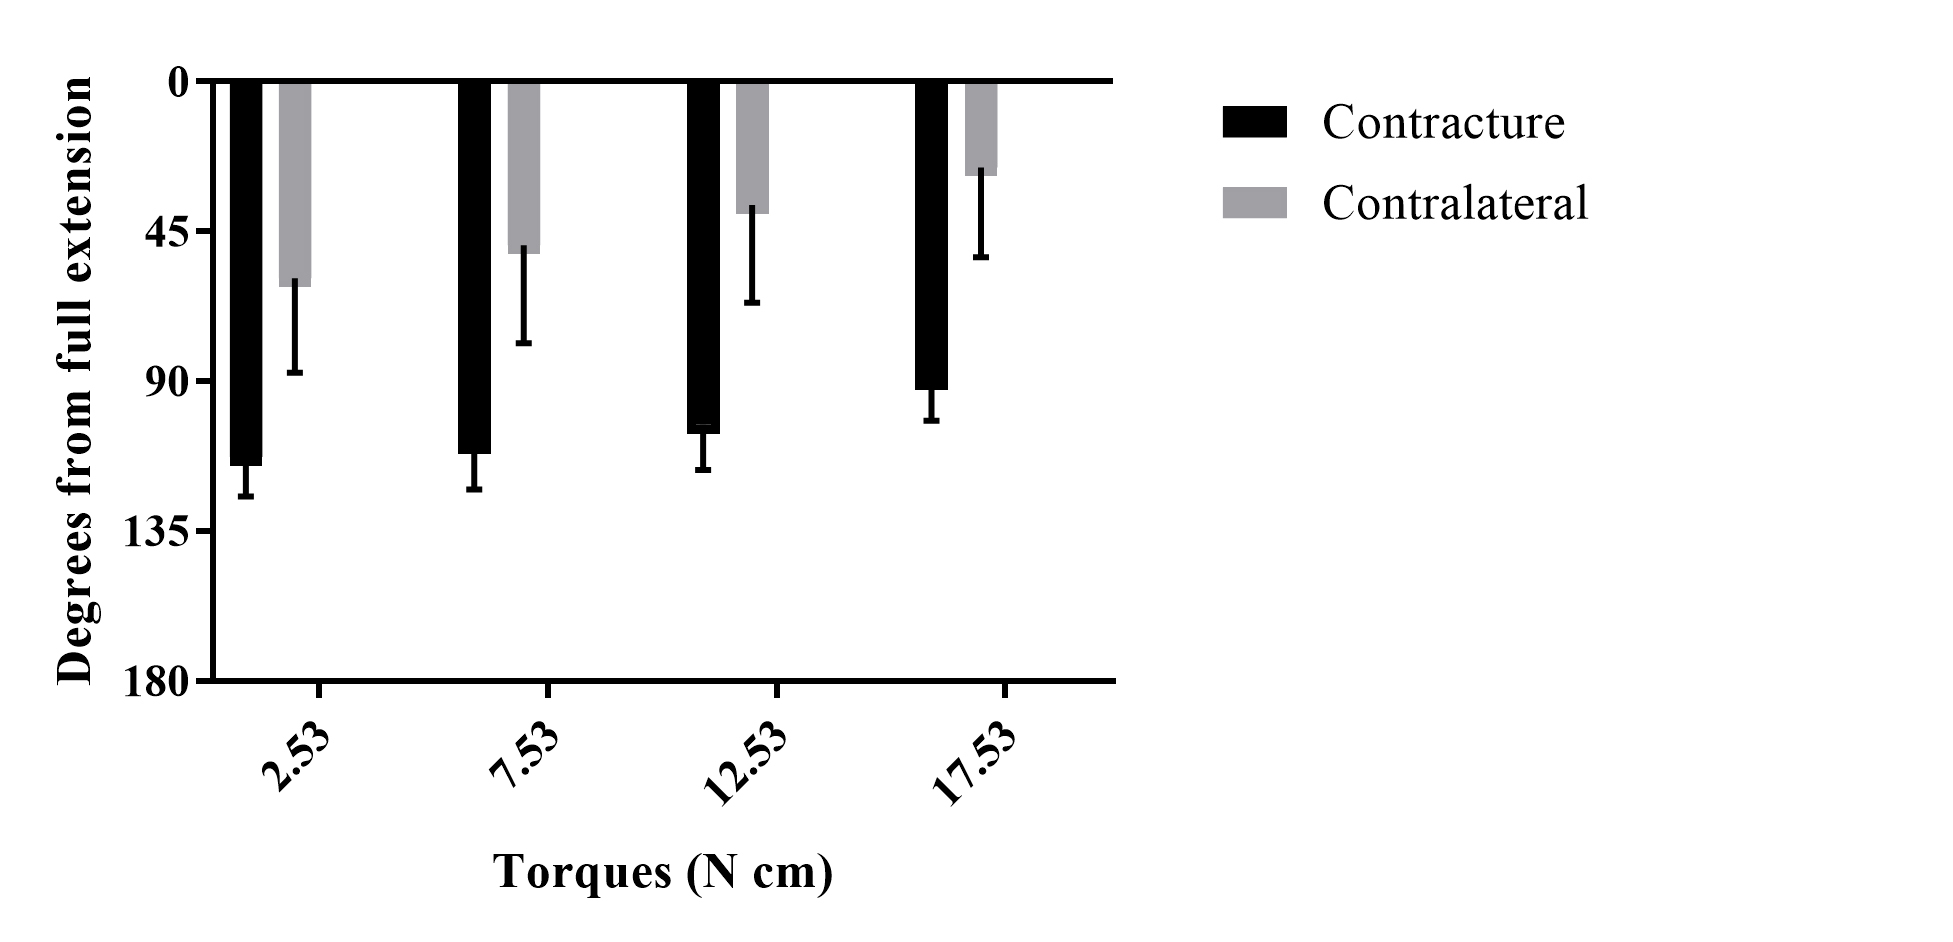 Degrees from full extension
0
45
90
135
180
2.53
7.53
12.53
17.53
Torques (N cm)
Contracture
Contralateral